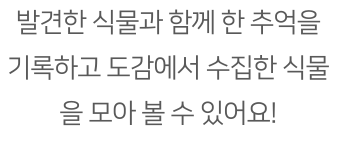 발견한 식물과 함께 한 추억을
기록하고 도감에서 수집한 식물
을 모아 볼 수 있어요!